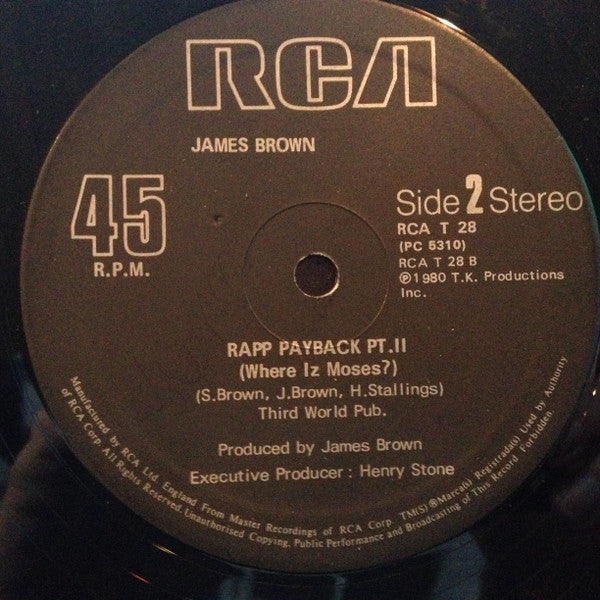 RCA
JAMES BROWN
45
R.P.M.
Side 2 Stereo
RCA T 28
(PC 5310)
RCA T 28 B
℗1980 T.K. Productions
Inc.
RAPP PAYBACK PT.II
(Where Iz Moses?)
(S.Brown, J.Brown, H.Stallings)
Third World Pub.
Produced by James Brown
Executive Producer : Henry Stone
Manufactured by RCA Ltd. England From Master Recordings of RCA Corp. TM(S)®Marca(s) Registrada(s) Used by Authority
of RCA Corp. All Rights Reserved. Unauthorised Copying, Public Performance and Broadcasting of This Record Forbidden.